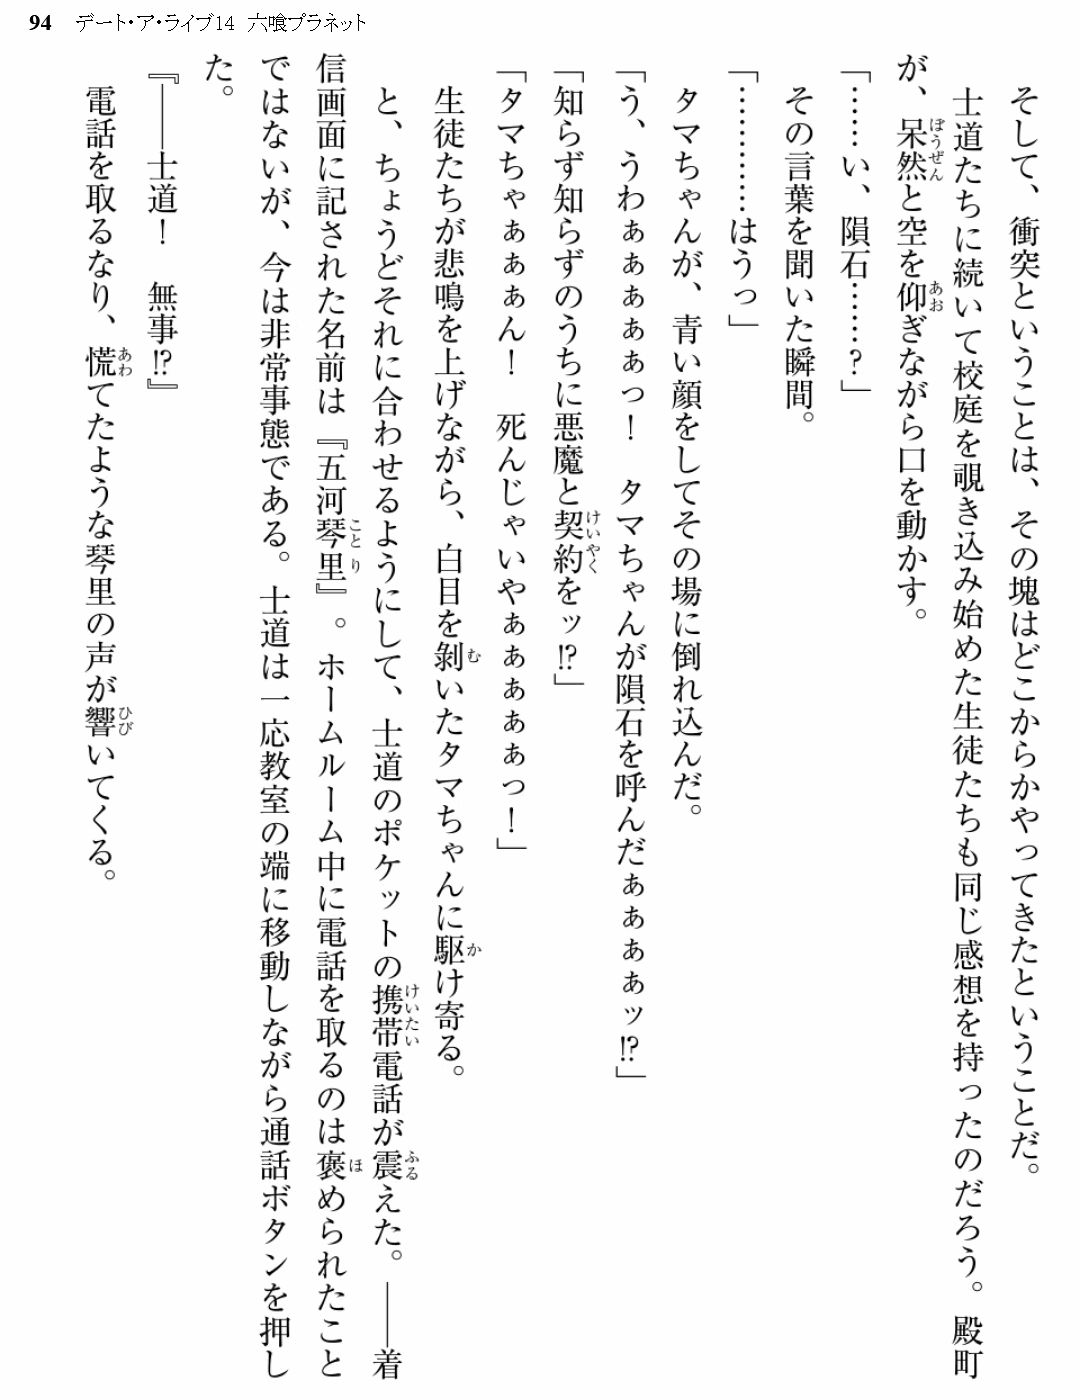 94 デート・ア・ライブ14 六喰プラネット
そして、衝突ということは、その塊はどこからかやってきたということだ。
士道たちに続いて校庭を覗き込み始めた生徒たちも同じ感想を持ったのだろう。殿町
が、呆然と空を仰ぎながら口を動かす。
「……い、隕石……？」
その言葉を聞いた瞬間。
「…………はうっ」
タマちゃんが、青い顔をしてその場に倒れ込んだ。
「う、うわぁぁぁぁぁっ！　タマちゃんが隕石を呼んだぁぁぁぁッ!?」
「知らず知らずのうちに悪魔と契約をッ!?」
「タマちゃぁぁぁん！　死んじゃいやぁぁぁぁぁっ！」
生徒たちが悲鳴を上げながら、白目を剝いたタマちゃんに駆け寄る。
と、ちょうどそれに合わせるようにして、士道のポケットの携帯電話が震えた。――着
信画面に記された名前は『五河琴里』。ホームルーム中に電話を取るのは褒められたこと
ではないが、今は非常事態である。士道は一応教室の端に移動しながら通話ボタンを押し
た。
『――士道！　無事!?』
電話を取るなり、慌てたような琴里の声が響いてくる。